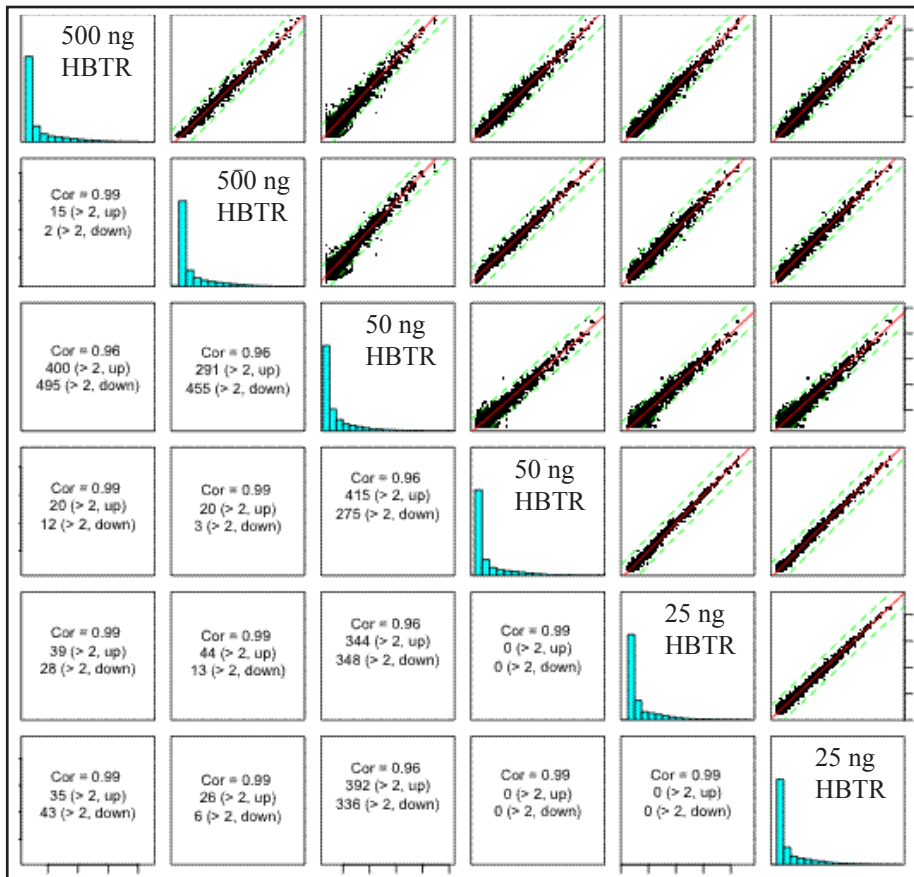 500 ng
HBTR
Cor = 0.99
15 (> 2, up)
2 (> 2, down)
500 ng
HBTR
Cor = 0.96
400 (> 2, up)
495 (> 2, down)
Cor = 0.96
291 (> 2, up)
455 (> 2, down)
50 ng
HBTR
Cor = 0.99
20 (> 2, up)
12 (> 2, down)
Cor = 0.99
20 (> 2, up)
3 (> 2, down)
Cor = 0.96
415 (> 2, up)
275 (> 2, down)
50 ng
HBTR
Cor = 0.99
39 (> 2, up)
28 (> 2, down)
Cor = 0.99
44 (> 2, up)
13 (> 2, down)
Cor = 0.96
344 (> 2, up)
348 (> 2, down)
Cor = 0.99
0 (> 2, up)
0 (> 2, down)
25 ng
HBTR
Cor = 0.99
35 (> 2, up)
43 (> 2, down)
Cor = 0.99
26 (> 2, up)
6 (> 2, down)
Cor = 0.96
392 (> 2, up)
336 (> 2, down)
Cor = 0.99
0 (> 2, up)
0 (> 2, down)
Cor = 0.99
0 (> 2, up)
0 (> 2, down)
25 ng
HBTR